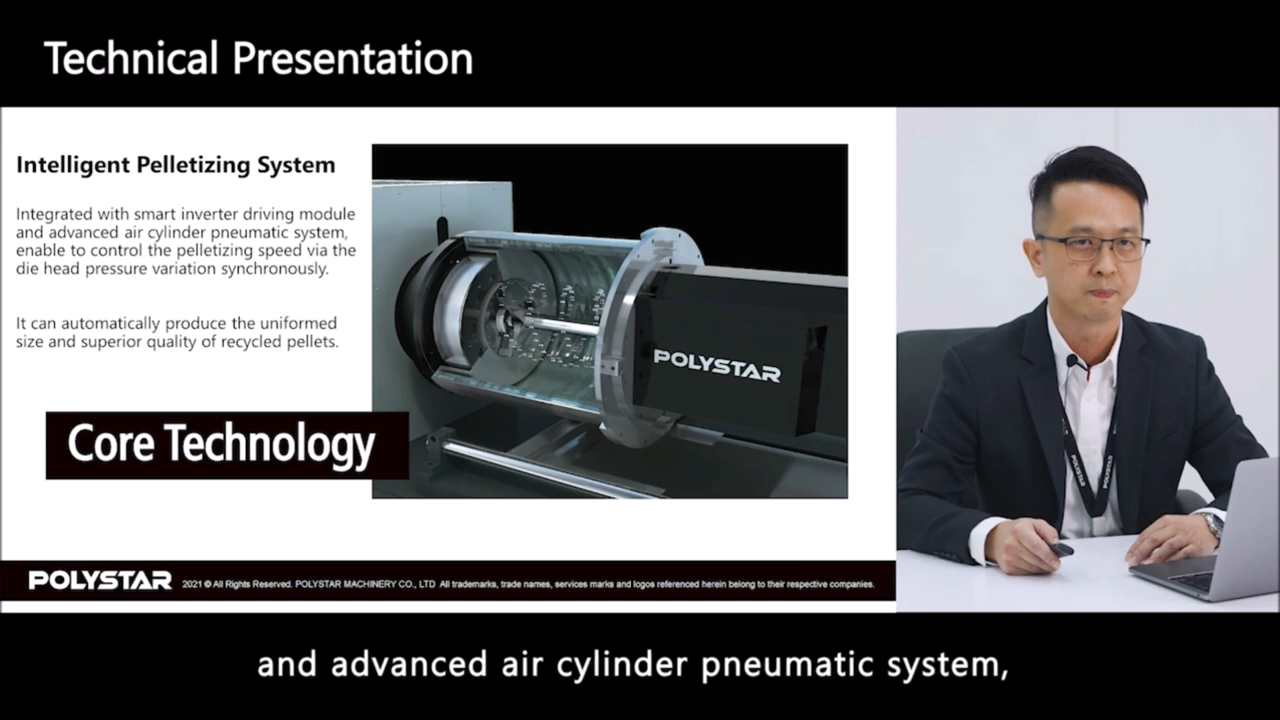 Technical Presentation
Intelligent Pelletizing System
Integrated with smart inverter driving module
and advanced air cylinder pneumatic system,
enable to control the pelletizing speed via the
die head pressure variation synchronously.
It can automatically produce the uniformed
size and superior quality of recycled pellets.
Core Technology
POLYSTAR
POLYSTAR
POLYSTAR
POLYSTAR 2021 © All Rights Reserved. POLYSTAR MACHINERY CO., LTD All trademarks, trade names, services marks and logos referenced herein belong to their respective companies.
and advanced air cylinder pneumatic system,